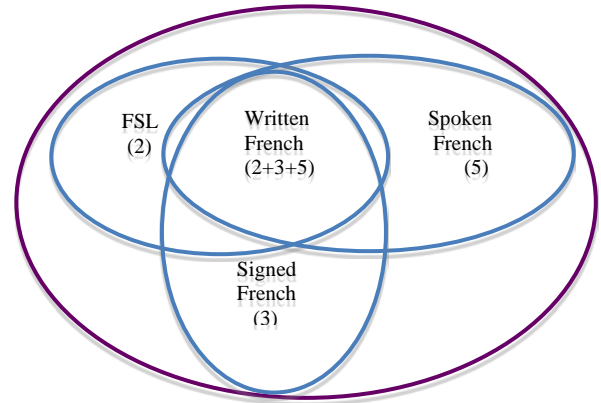 FSL
(2)
Written
French
(2+3+5)
Spoken
French
(5)
Signed
French
(3)